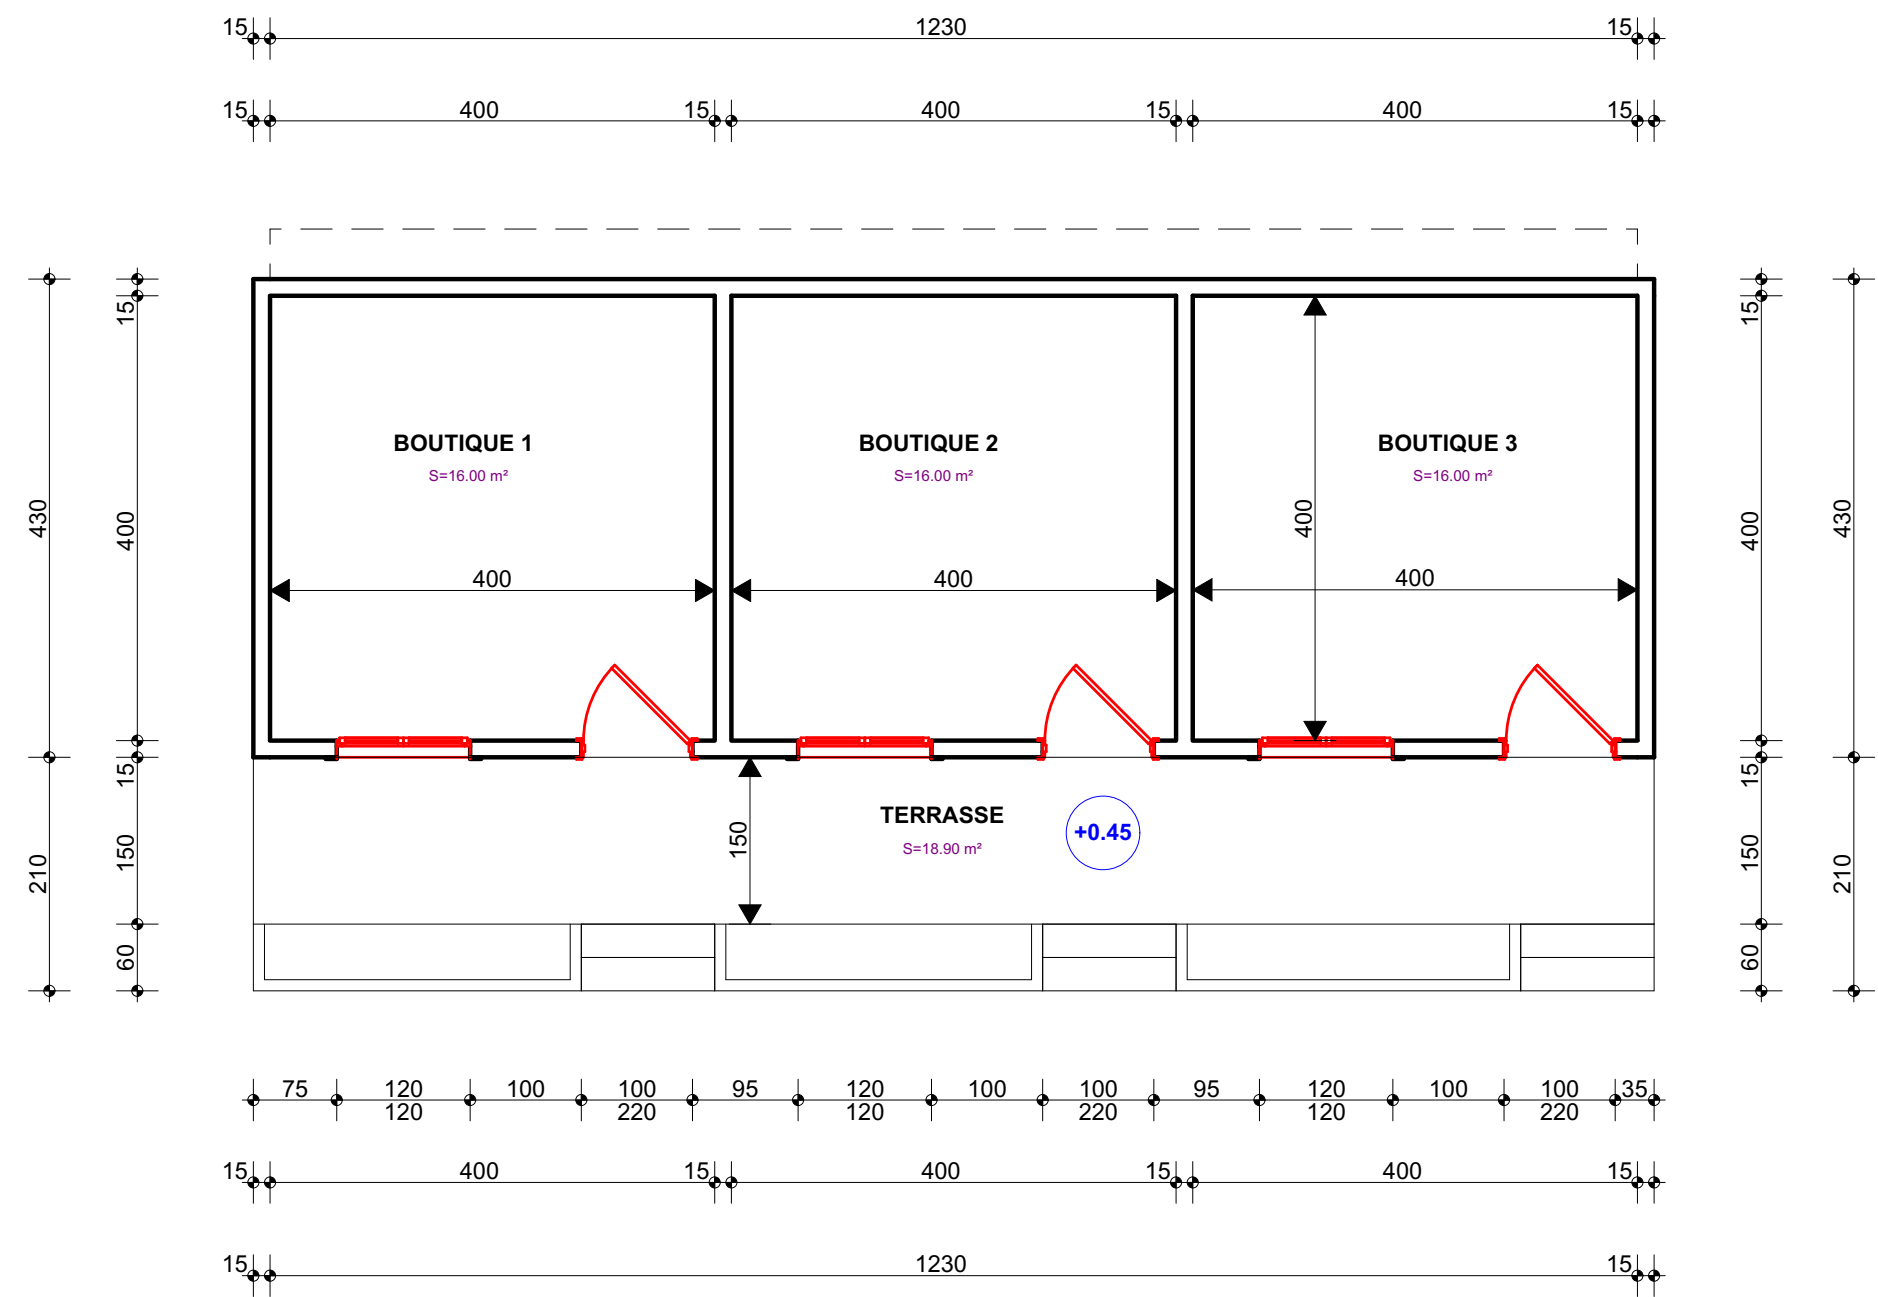 15 1230 15
15 400 15 400 15 400 15
15 15
BOUTIQUE 1 BOUTIQUE 2 BOUTIQUE 3
S=16.00 m² S=16.00 m² S=16.00 m²
430 400 400 400 430
400 400 400
15 15
TERRASSE +0.45
S=18.90 m²
210 150 150 150 210
60 60
75 120 100 100 95 120 100 100 95 120 100 100 35
120 220 120 220 120 220
15 400 15 400 15 400 15
15 1230 15